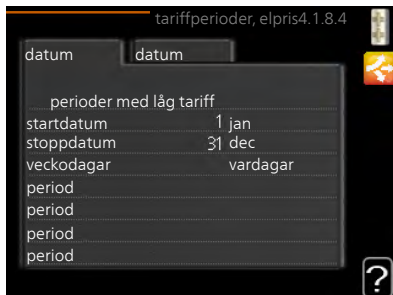 tariffperioder, elpris4.1.8.4
datum datum
perioder med låg tariff
startdatum 1 jan
stoppdatum 31 dec
veckodagar vardagar
period
period
period
period
?